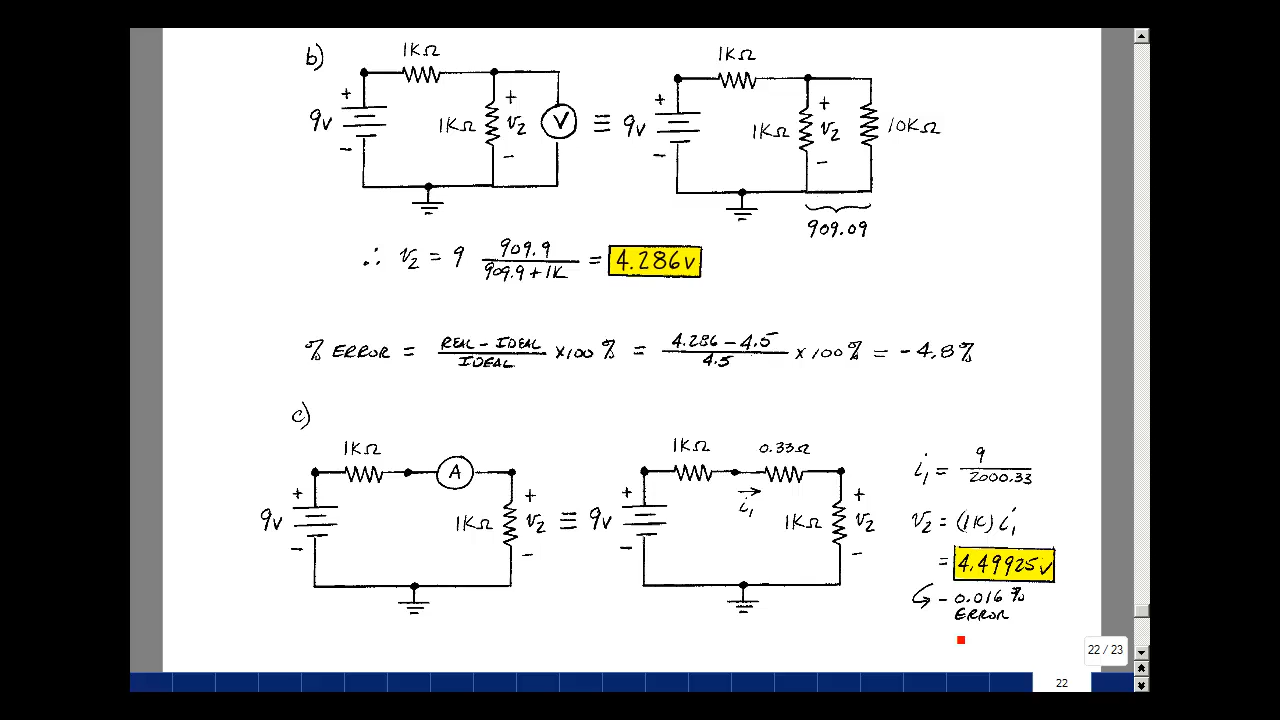 b)
1KΩ
+
9v
-
1KΩ
+
v2
-
V
≡
1KΩ
+
9v
-
1KΩ
+
v2
-
10KΩ
909.09
∴ v2 = 9 909.9 / 909.9 + 1K = 4.286v
% ERROR = REAL - IDEAL / IDEAL × 100 % = 4.286 - 4.5 / 4.5 × 100 % = - 4.8 %
c)
1KΩ
A
+
9v
-
1KΩ
+
v2
-
≡
1KΩ
0.33Ω
i1
+
9v
-
1KΩ
+
v2
-
i1 = 9 / 2000.33
v2 = (1K) i1
= 4.49925v
↳ - 0.016 %
ERROR
22 / 23
22